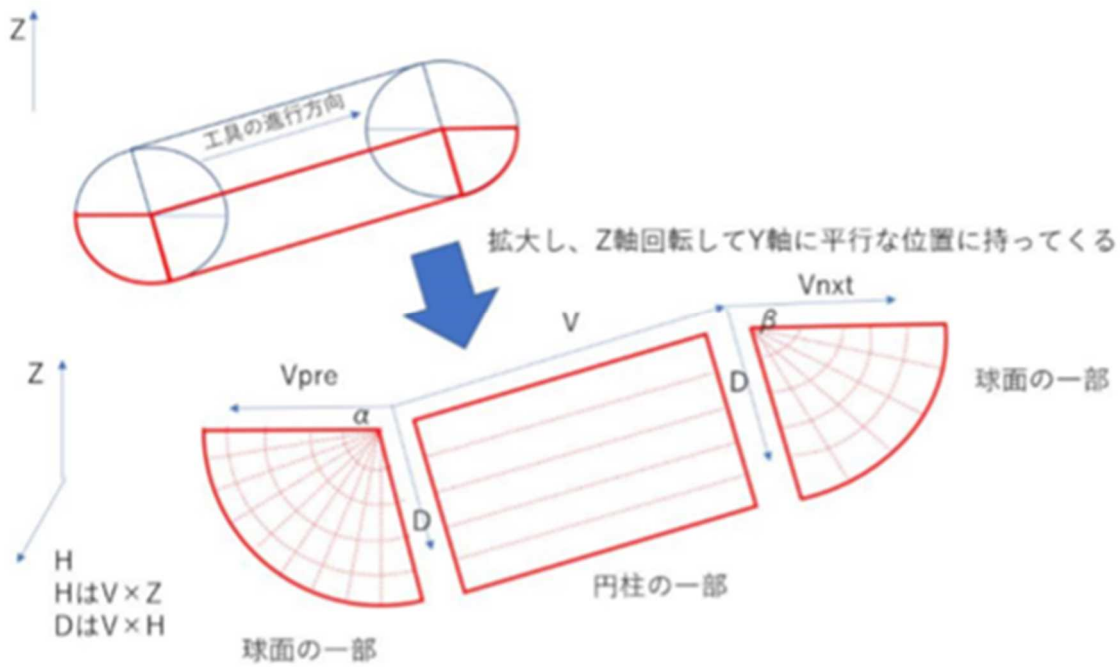 Z
工具の進行方向
拡大し、Z軸回転してY軸に平行な位置に持ってくる
Vnxt
V
β
Z
Vpre
D
球面の一部
α
D
H
HはV×Z
DはV×H
円柱の一部
球面の一部